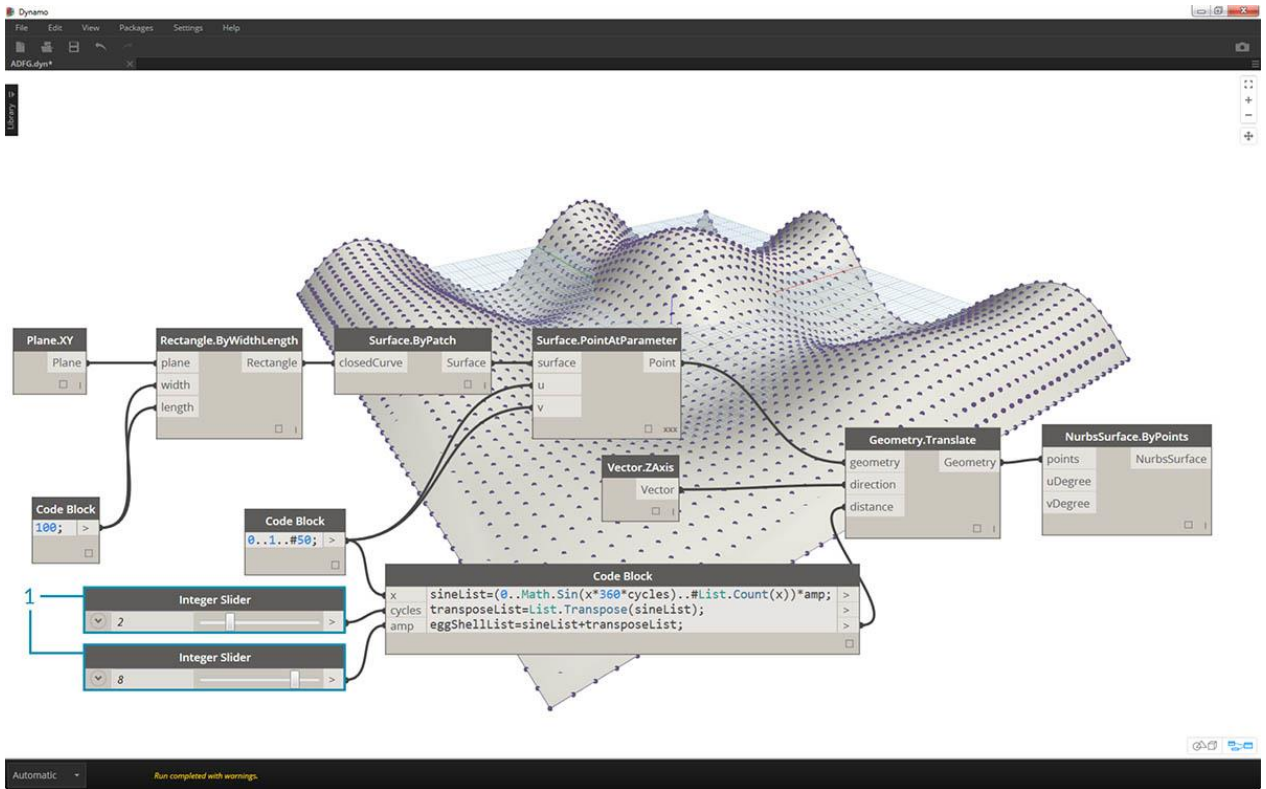 Dynamo
File Edit View Packages Settings Help
ADFG.dyn*
Library
Plane.XY
Plane
Rectangle.ByWidthLength
plane Rectangle
width
length
Surface.ByPatch
closedCurve Surface
Surface.PointAtParameter
surface Point
u
v
xxx
Vector.ZAxis
Vector
Geometry.Translate
geometry Geometry
direction
distance
NurbsSurface.ByPoints
points NurbsSurface
uDegree
vDegree
Code Block
100; >
Code Block
0..1..#50; >
1
Integer Slider
2 >
Integer Slider
8 >
Code Block
x sineList=(0..Math.Sin(x*360*cycles)..#List.Count(x))*amp; >
cycles transposeList=List.Transpose(sineList); >
amp eggShellList=sineList+transposeList; >
Automatic
Run completed with warnings.